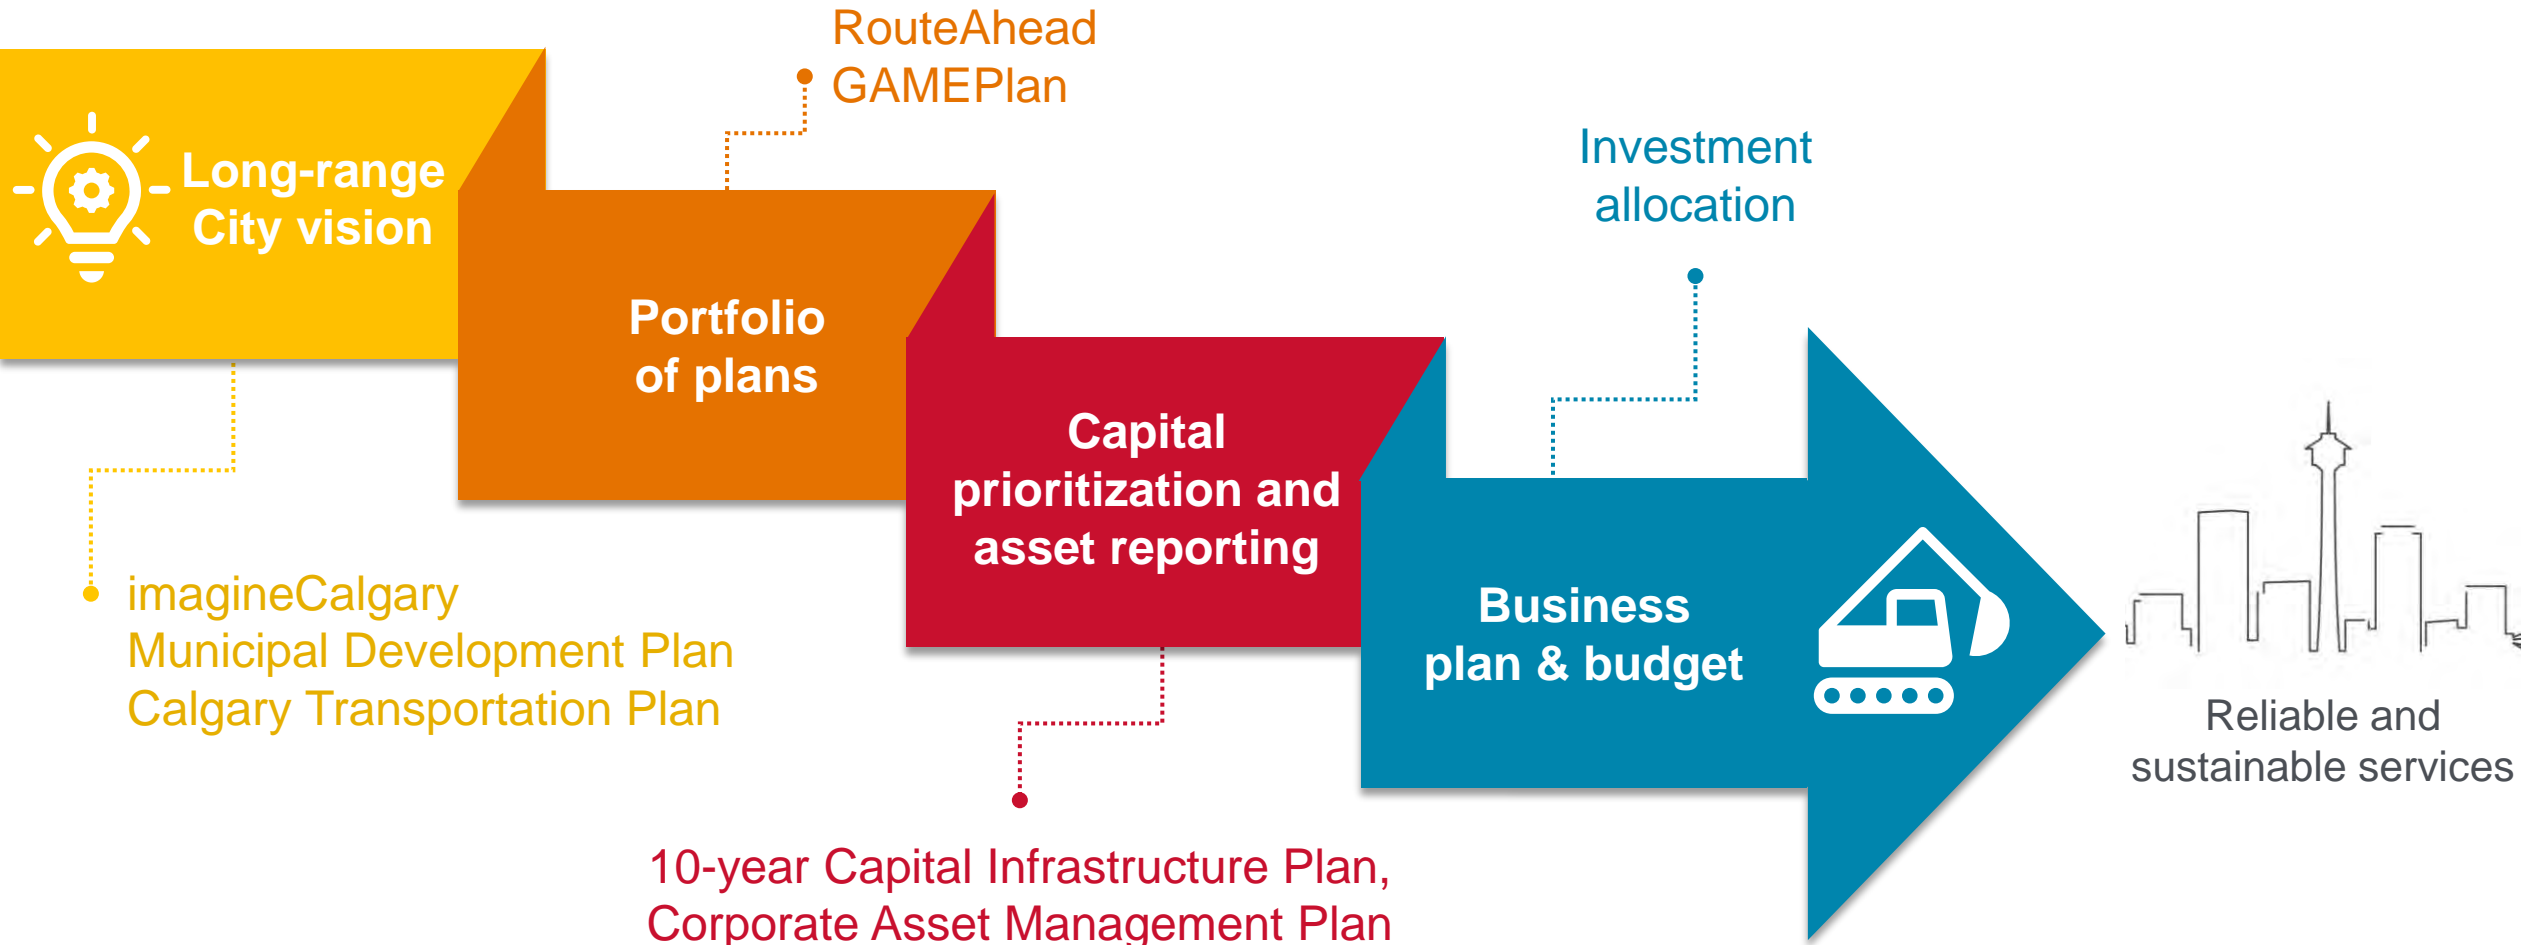 RouteAhead
GAMEPlan
Long-range
City vision
Investment
allocation
Portfolio
of plans
Capital
prioritization and
asset reporting
imagineCalgary
Municipal Development Plan
Calgary Transportation Plan
Business
plan & budget
Reliable and
sustainable services
10-year Capital Infrastructure Plan,
Corporate Asset Management Plan